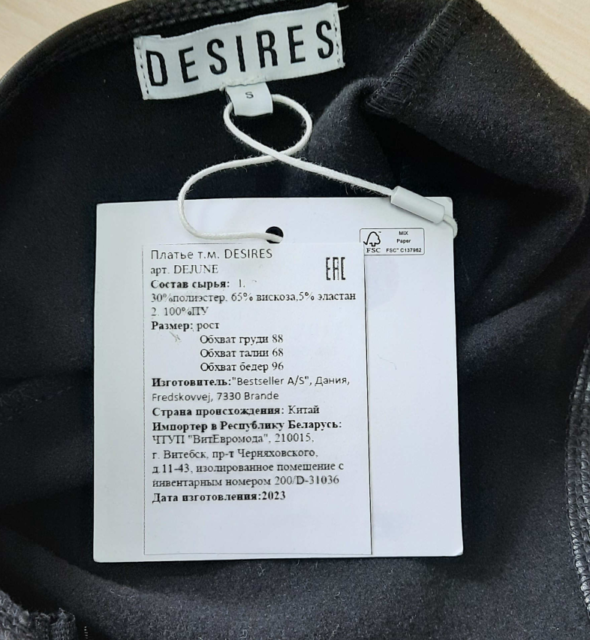 DESIRES
S
FSC
MIX
Paper
FSC® C137982
Платье т.м. DESIRES
арт. DEJUNE
EAC
Состав сырья: 1.
30%полиэстер, 65% вискоза,5% эластан
2 100%ПУ
Размер: рост
Обхват груди 88
Обхват талии 68
Обхват бедер 96
Изготовитель:"Bestseller A/S", Дания,
Fredskovvej, 7330 Brande
Страна происхождения: Китай
Импортер в Республику Беларусь:
ЧТУП "ВитЕвромода", 210015,
г. Витебск, пр-т Черняховского,
д.11-43, изолированное помещение с
инвентарным номером 200/D-31036
Дата изготовления:2023